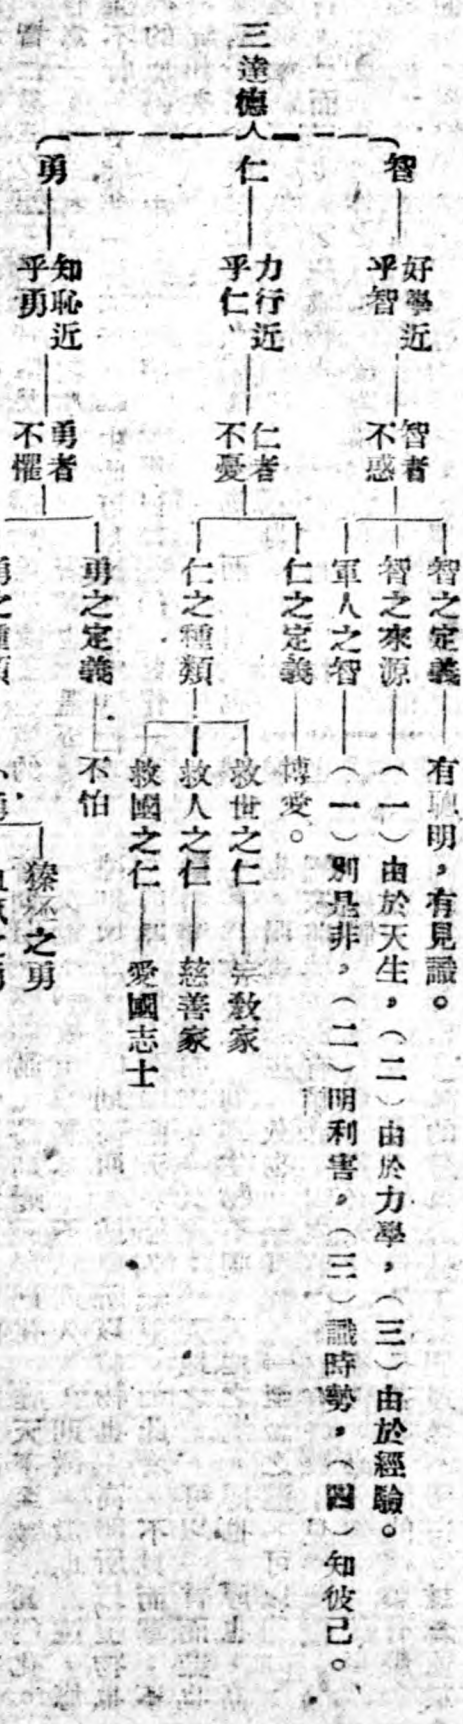 三達德
智
好學近
乎智
智者
不惑
智之定義
有聰明，有見識。
智之來源
（一）由於天生，（二）由於力學，（三）由於經驗。
軍人之智
（一）別是非，（二）明利害，（三）識時勢，（四）知彼己。
仁
力行近
乎仁
仁者
不憂
仁之定義
博愛。
仁之種類
救世之仁
宗教家
救人之仁
慈善家
救國之仁
愛國志士
勇
知恥近
乎勇
勇者
不懼
勇之定義
不怕
勇之種類
獉狉之勇